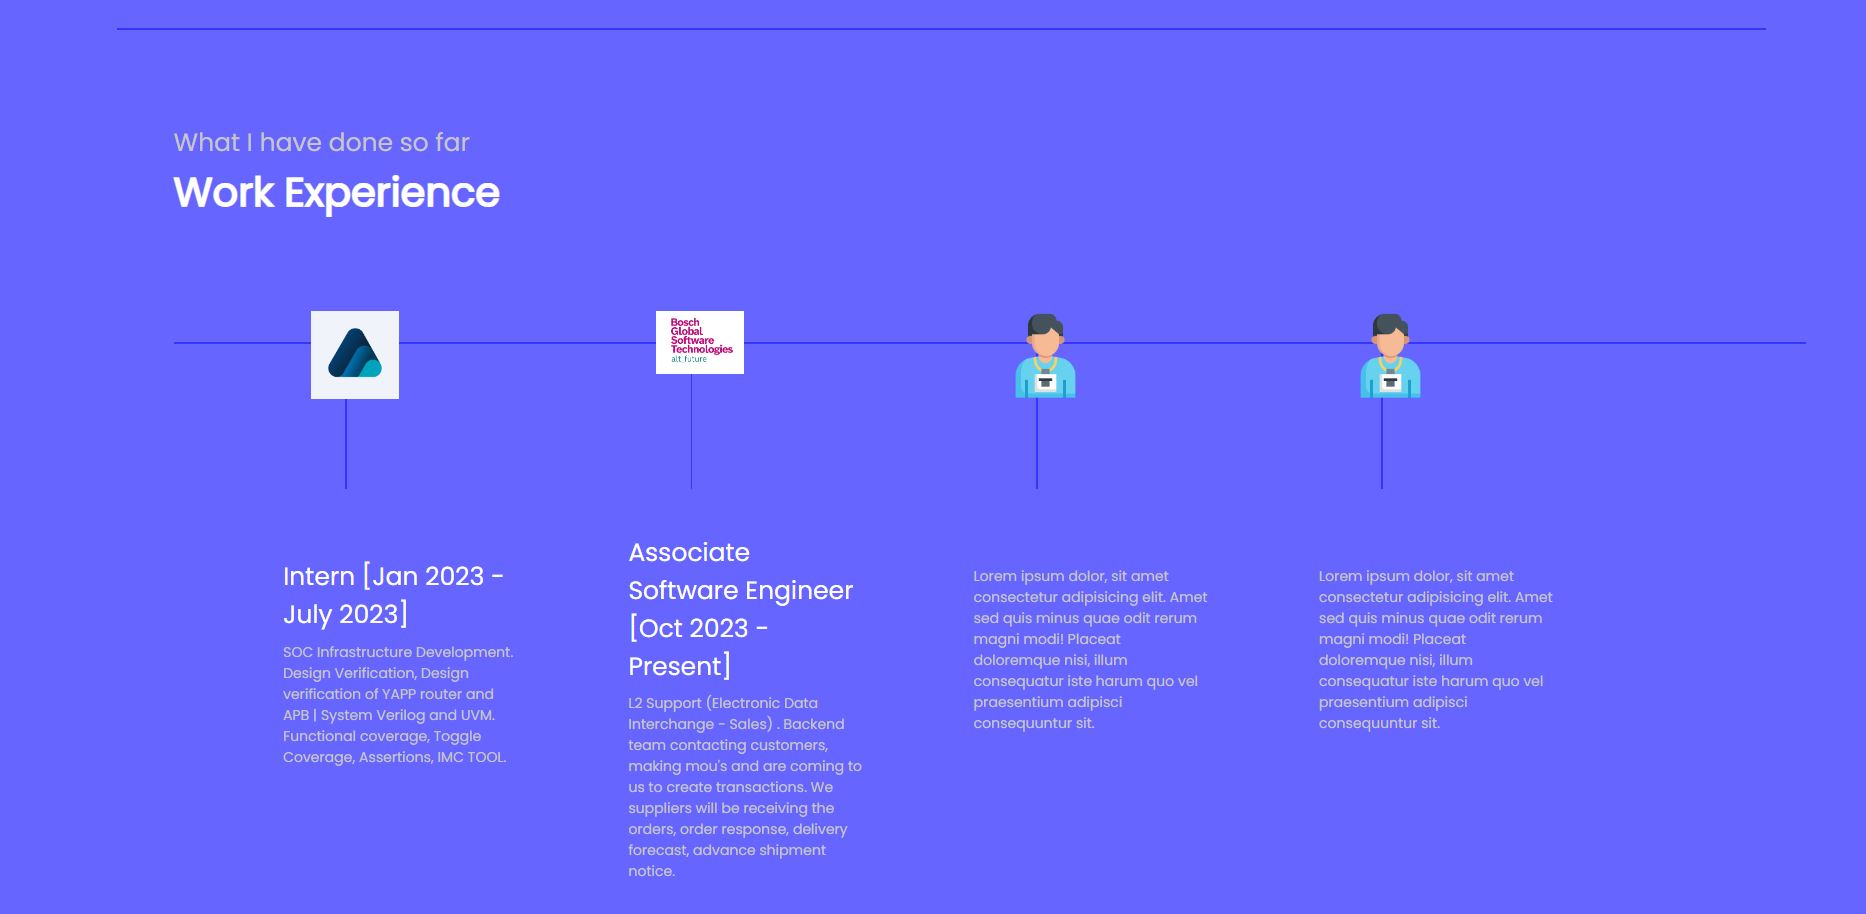 What I have done so far
Work Experience
Bosch
Global
Software
Technologies
alt_future
Intern [Jan 2023 -
July 2023]
SOC Infrastructure Development.
Design Verification, Design
verification of YAPP router and
APB | System Verilog and UVM.
Functional coverage, Toggle
Coverage, Assertions, IMC TOOL.
Associate
Software Engineer
[Oct 2023 -
Present]
L2 Support (Electronic Data
Interchange - Sales) . Backend
team contacting customers,
making mou's and are coming to
us to create transactions. We
suppliers will be receiving the
orders, order response, delivery
forecast, advance shipment
notice.
Lorem ipsum dolor, sit amet
consectetur adipisicing elit. Amet
sed quis minus quae odit rerum
magni modi! Placeat
doloremque nisi, illum
consequatur iste harum quo vel
praesentium adipisci
consequuntur sit.
Lorem ipsum dolor, sit amet
consectetur adipisicing elit. Amet
sed quis minus quae odit rerum
magni modi! Placeat
doloremque nisi, illum
consequatur iste harum quo vel
praesentium adipisci
consequuntur sit.